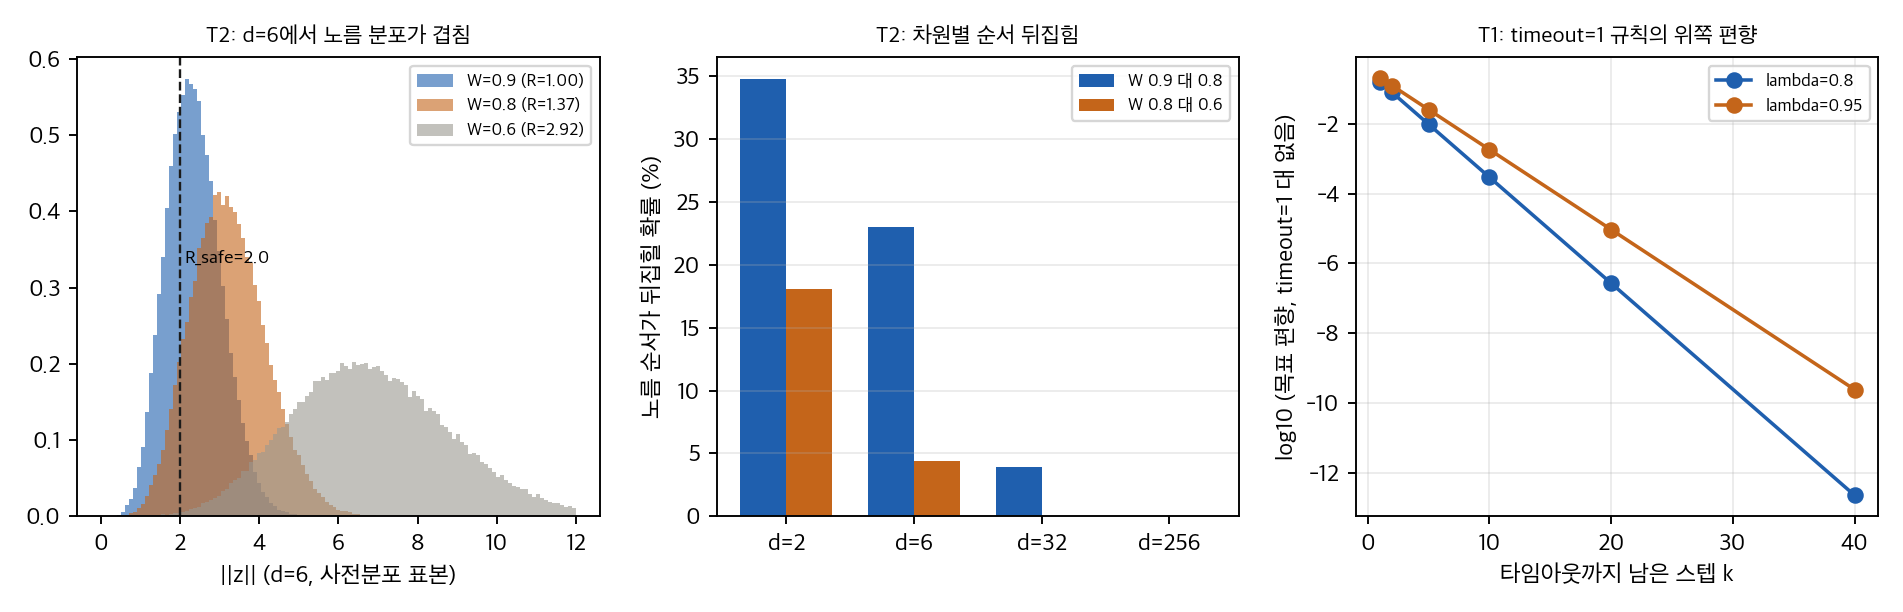 T2: d=6에서 노름 분포가 겹침
0.6
0.5
0.4
0.3
0.2
0.1
0.0
W=0.9 (R=1.00)
W=0.8 (R=1.37)
W=0.6 (R=2.92)
R_safe=2.0
0 2 4 6 8 10 12
||z|| (d=6, 사전분포 표본)
T2: 차원별 순서 뒤집힘
노름 순서가 뒤집힐 확률 (%)
35
30
25
20
15
10
5
0
W 0.9 대 0.8
W 0.8 대 0.6
d=2 d=6 d=32 d=256
T1: timeout=1 규칙의 위쪽 편향
log10 (목표 편향, timeout=1 대 없음)
−2
−4
−6
−8
−10
−12
lambda=0.8
lambda=0.95
0 10 20 30 40
타임아웃까지 남은 스텝 k